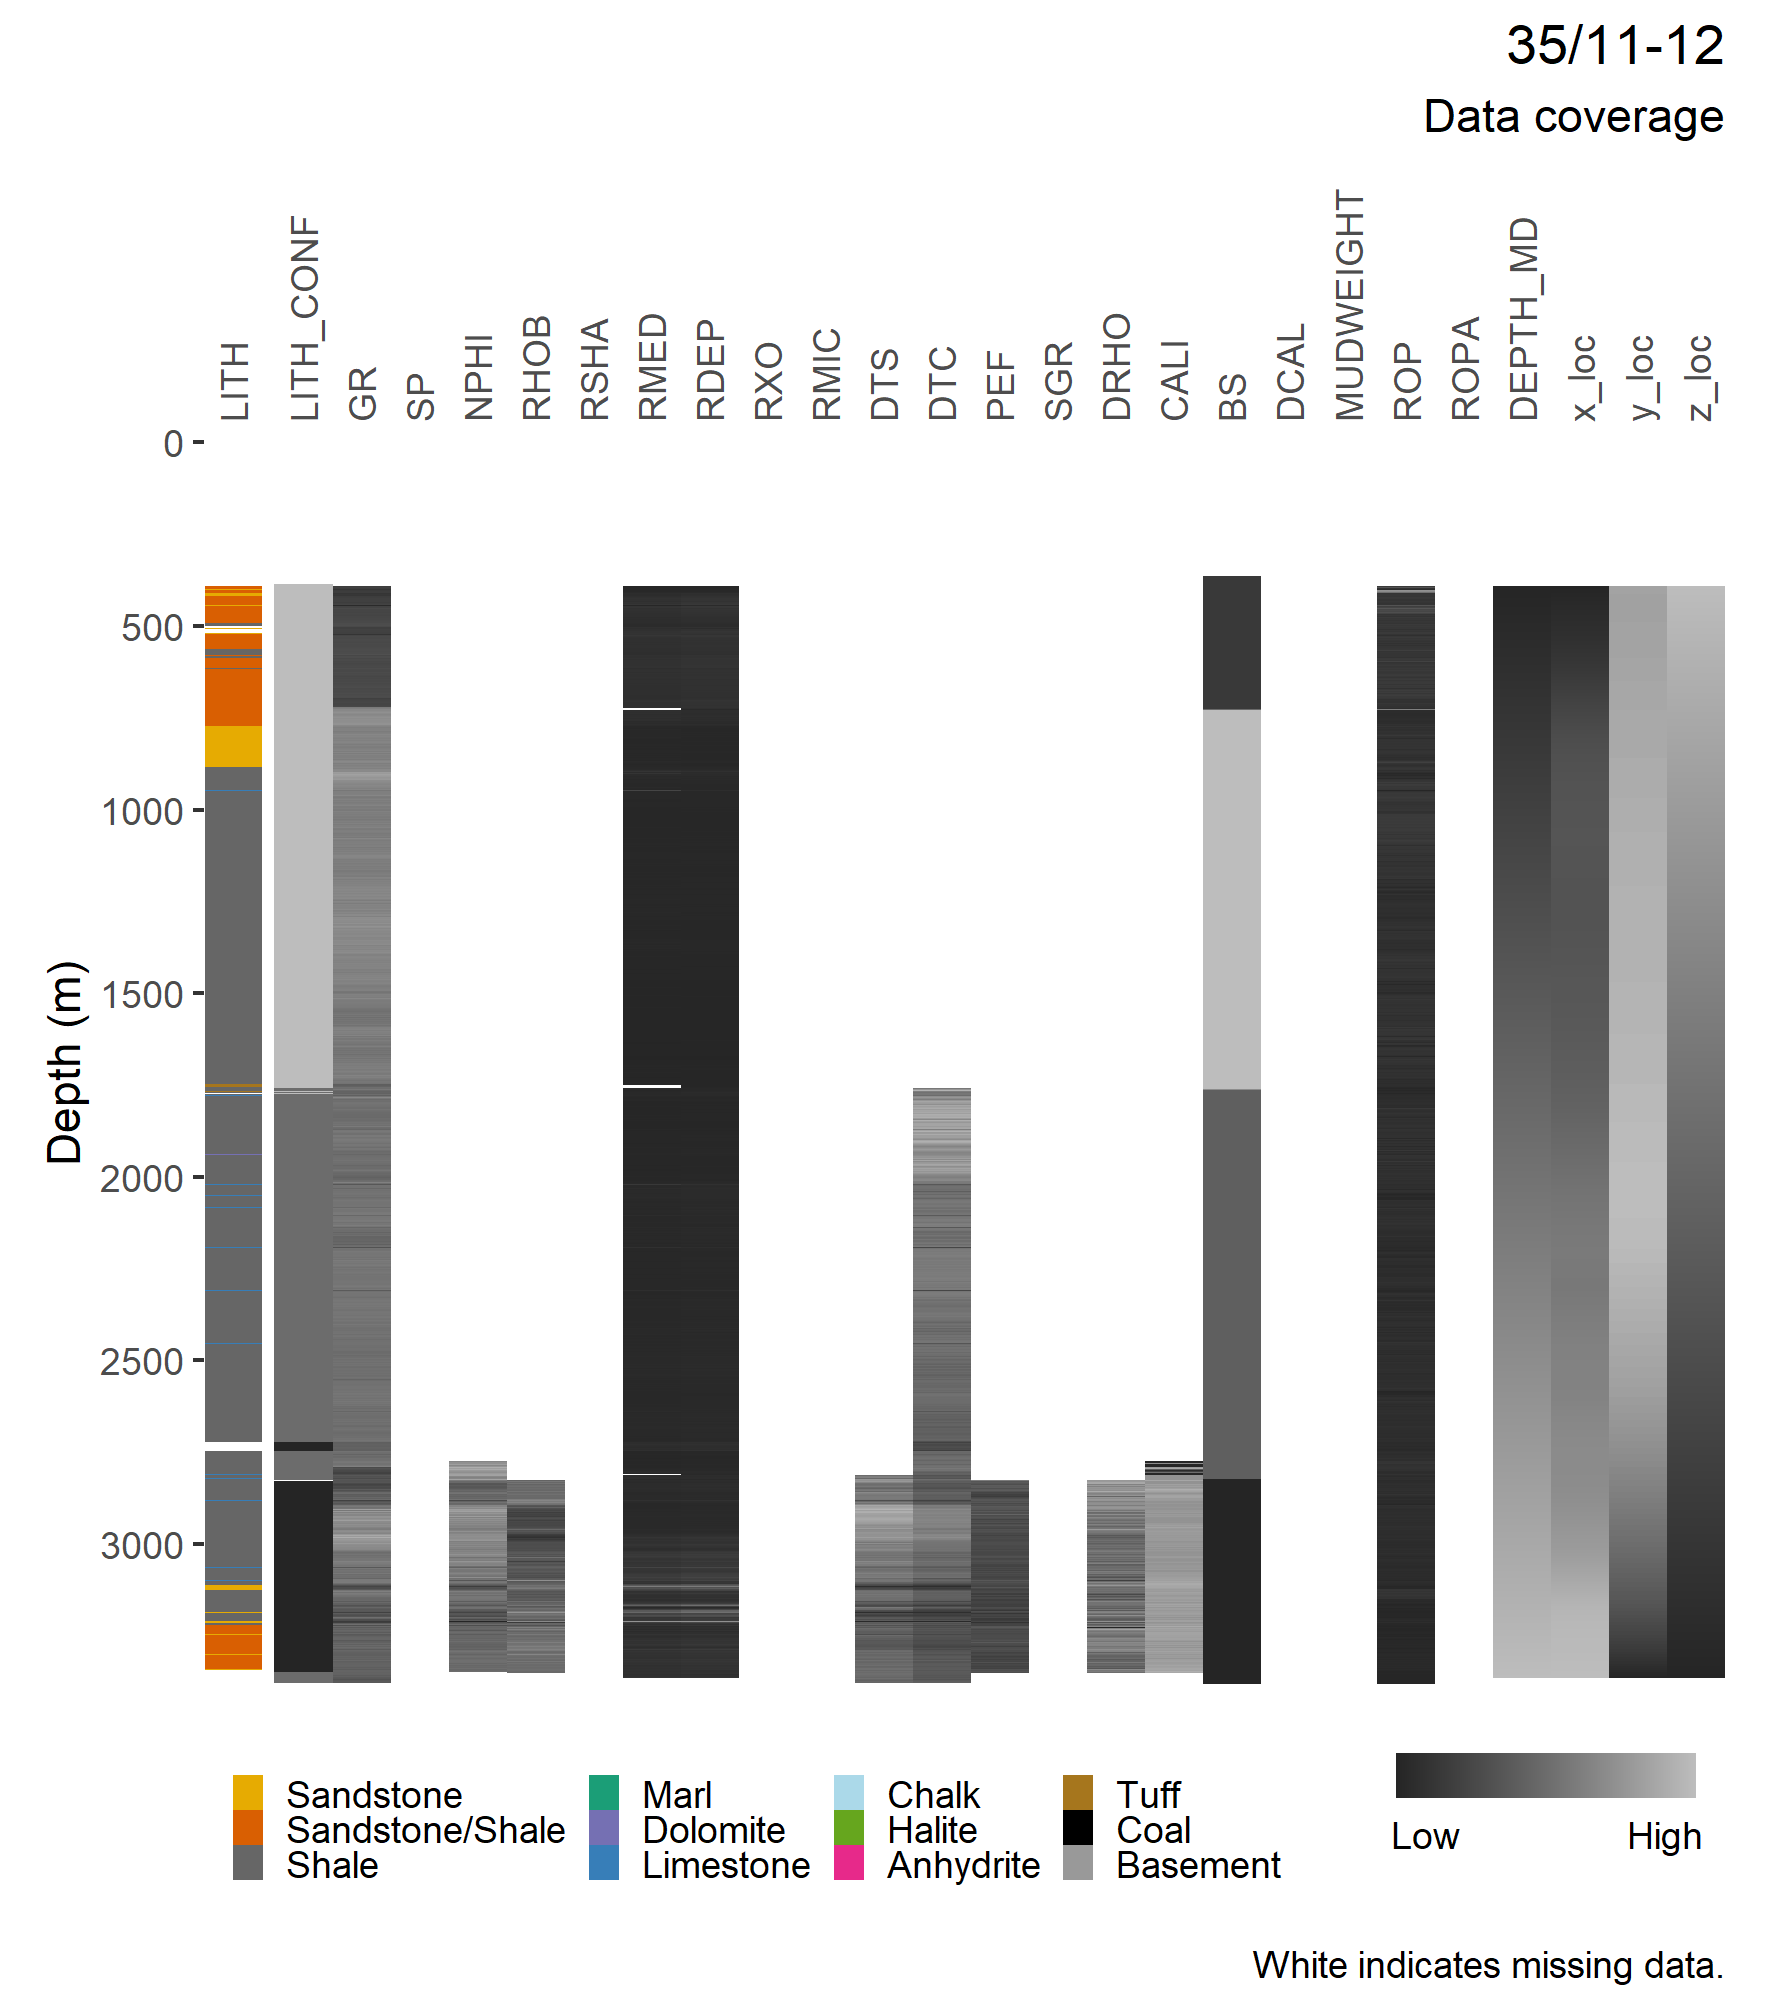 35/11-12
Data coverage
LITH
LITH_CONF
GR
SP
NPHI
RHOB
RSHA
RMED
RDEP
RXO
RMIC
DTS
DTC
PEF
SGR
DRHO
CALI
BS
DCAL
MUDWEIGHT
ROP
ROPA
DEPTH_MD
x_loc
y_loc
z_loc
Depth (m)
0
500
1000
1500
2000
2500
3000
Sandstone
Sandstone/Shale
Shale
Marl
Dolomite
Limestone
Chalk
Halite
Anhydrite
Tuff
Coal
Basement
Low High
White indicates missing data.